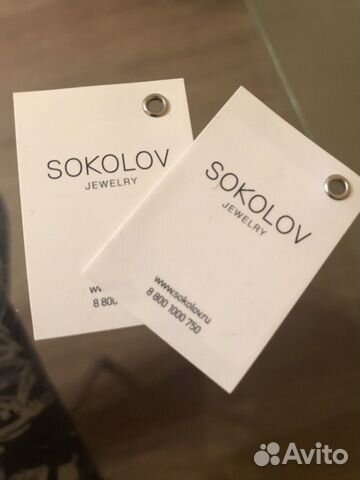 SOKOLOV
JEWELRY
8 800
SOKOLOV
JEWELRY
www.sokolov.ru
8 800 1000 750
Avito